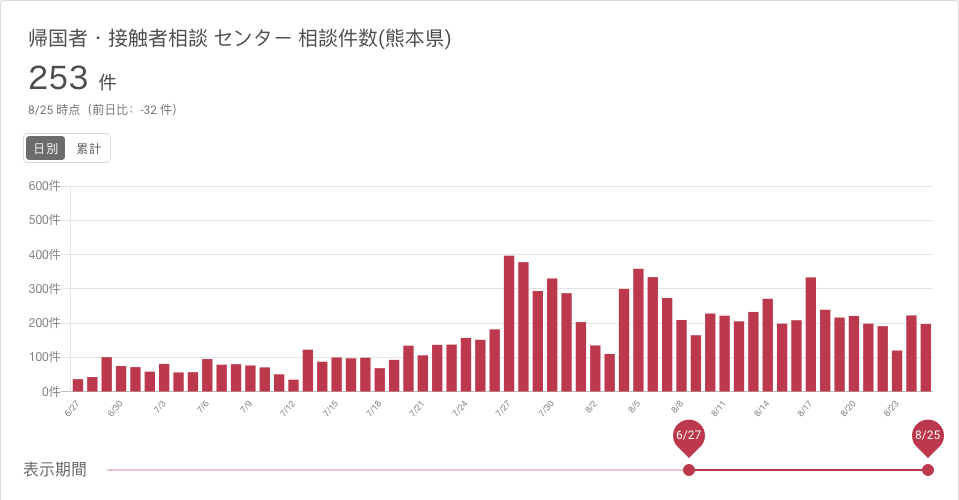 帰国者・接触者相談 センター 相談件数(熊本県)
253 件
8/25 時点（前日比：-32 件）
日別 累計
600件
500件
400件
300件
200件
100件
0件
6/27 6/30 7/3 7/6 7/9 7/12 7/15 7/18 7/21 7/24 7/27 7/30 8/2 8/5 8/8 8/11 8/14 8/17 8/20 8/23
6/27 8/25
表示期間